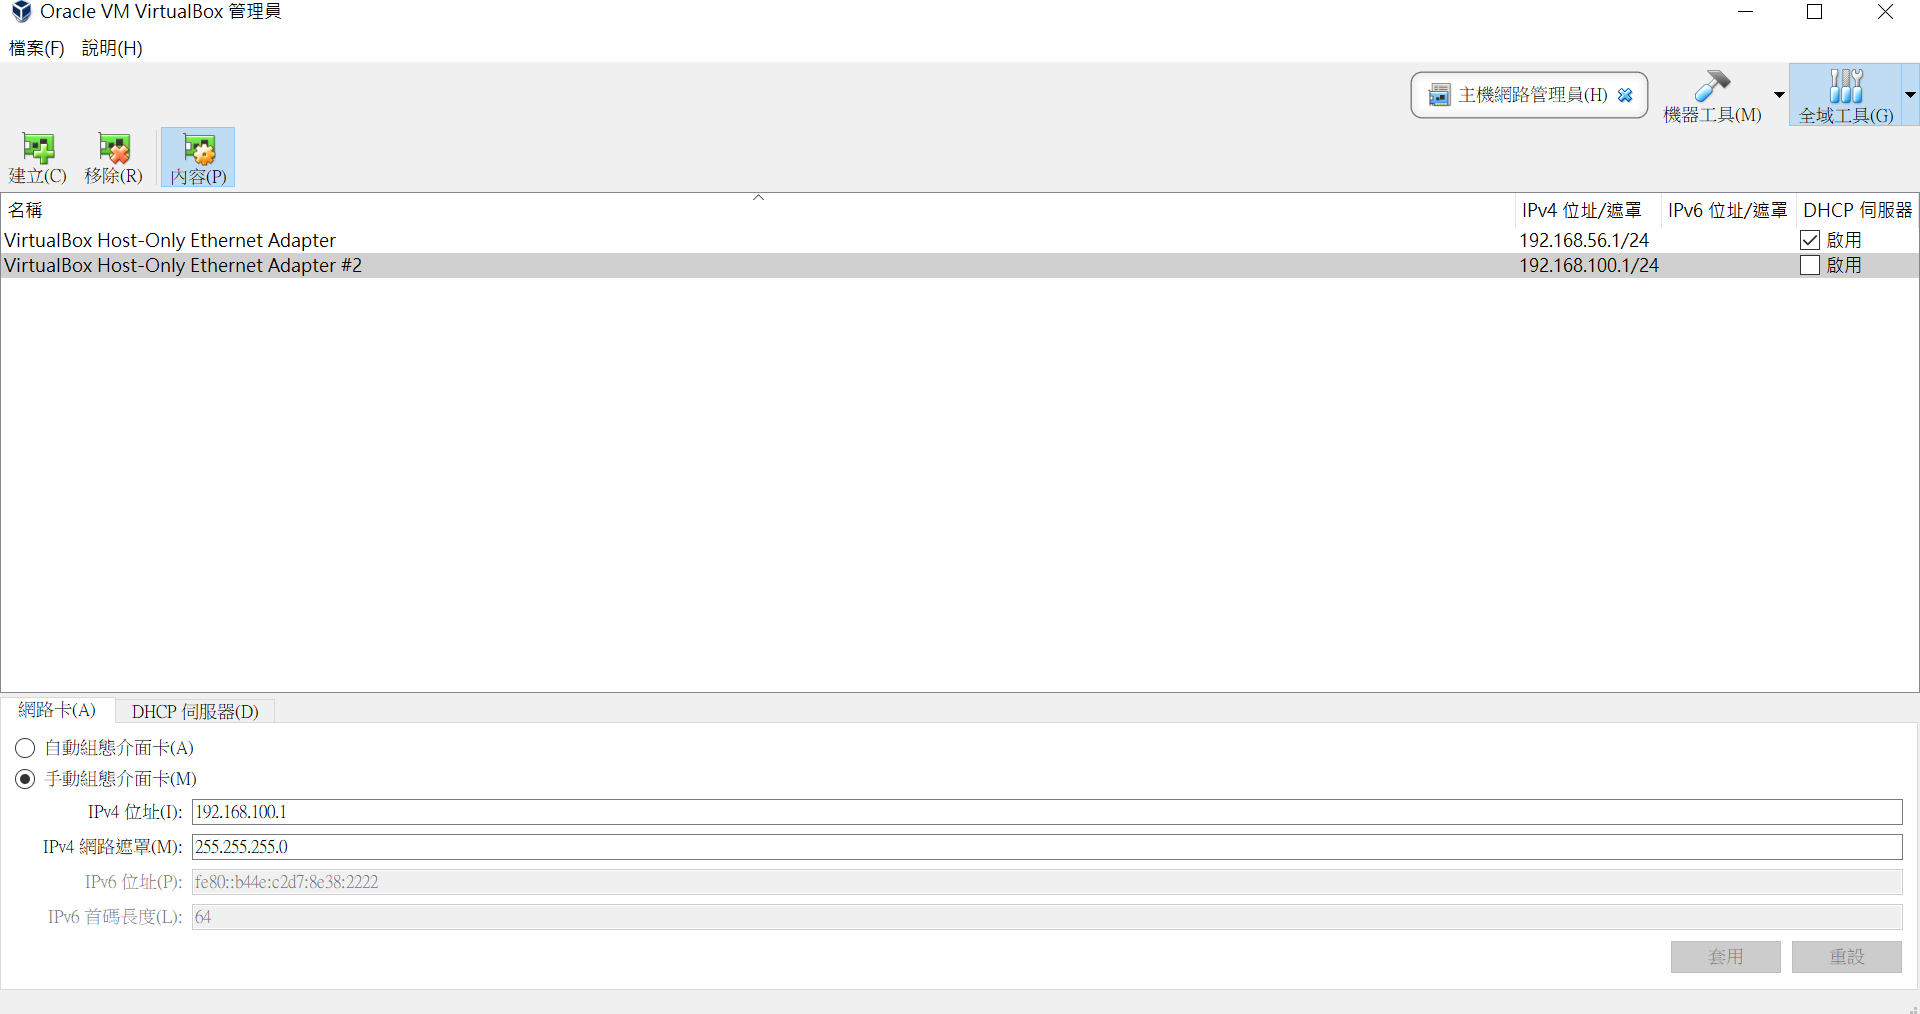 Oracle VM VirtualBox 管理員
檔案(F) 說明(H)
主機網路管理員(H)
機器工具(M)
全域工具(G)
建立(C) 移除(R) 內容(P)
名稱 IPv4 位址/遮罩 IPv6 位址/遮罩 DHCP 伺服器
VirtualBox Host-Only Ethernet Adapter 192.168.56.1/24 啟用
VirtualBox Host-Only Ethernet Adapter #2 192.168.100.1/24 啟用
網路卡(A) DHCP 伺服器(D)
自動組態介面卡(A)
手動組態介面卡(M)
IPv4 位址(I): 192.168.100.1
IPv4 網路遮罩(M): 255.255.255.0
IPv6 位址(P): fe80::b44e:c2d7:8e38:2222
IPv6 首碼長度(L): 64
套用 重設